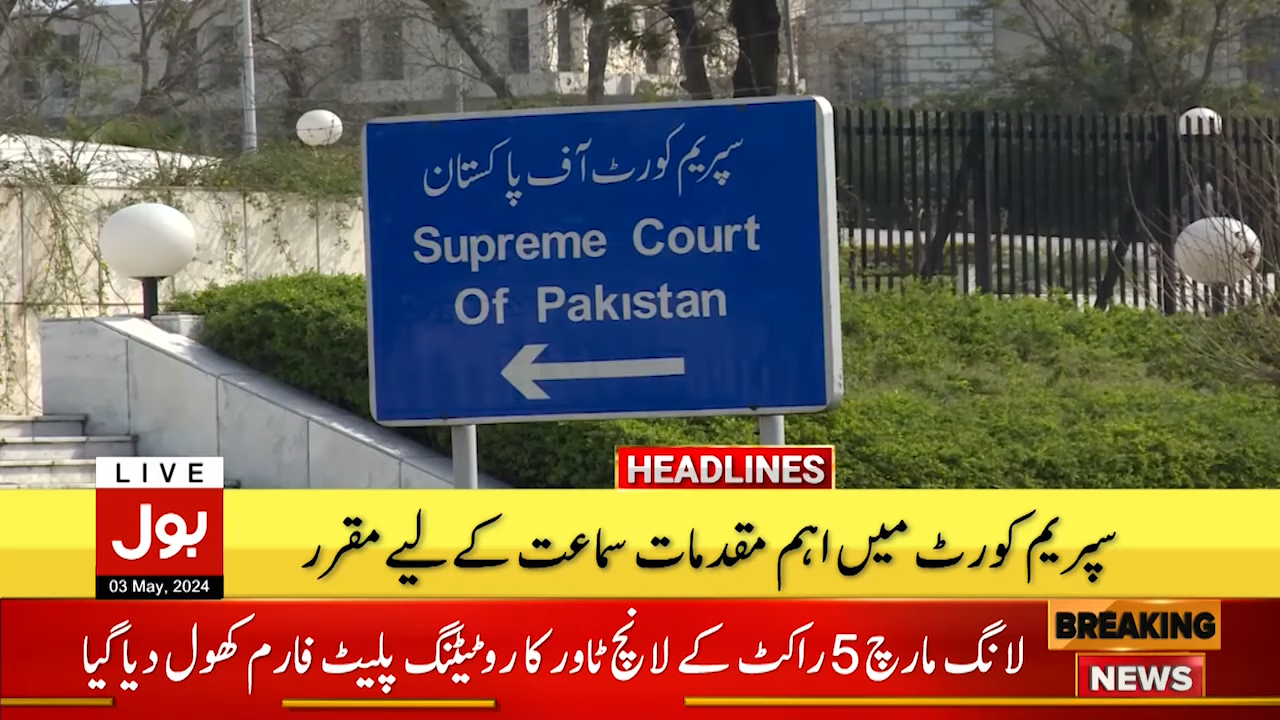 سپریم کورٹ آف پاکستان
Supreme Court
Of Pakistan
HEADLINES
LIVE
بول
03 May, 2024
سپریم کورٹ میں اہم مقدمات سماعت کے لیے مقرر
BREAKING
NEWS
لانگ مارچ 5 راکٹ کے لانچ ٹاور کا روٹیٹنگ پلیٹ فارم کھول دیا گیا